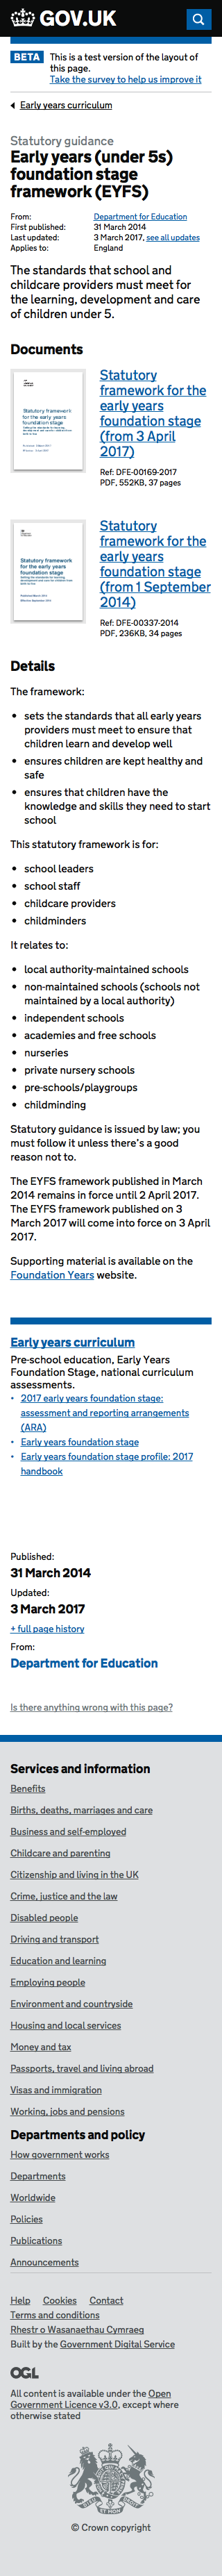 GOV.UK
BETA This is a test version of the layout of
this page.
Take the survey to help us improve it
Early years curriculum
Statutory guidance
Early years (under 5s)
foundation stage
framework (EYFS)
From: Department for Education
First published: 31 March 2014
Last updated: 3 March 2017, see all updates
Applies to: England
The standards that school and
childcare providers must meet for
the learning, development and care
of children under 5.
Documents
Statutory framework
for the early years
foundation stage
Statutory
framework for the
early years
foundation stage
(from 3 April
2017)
Ref: DFE-00169-2017
PDF, 552KB, 37 pages
Statutory framework for the
early years foundation stage
Statutory
framework for the
early years
foundation stage
(from 1 September
2014)
Ref: DFE-00337-2014
PDF, 236KB, 34 pages
Details
The framework:
• sets the standards that all early years
providers must meet to ensure that
children learn and develop well
• ensures children are kept healthy and
safe
• ensures that children have the
knowledge and skills they need to start
school
This statutory framework is for:
• school leaders
• school staff
• childcare providers
• childminders
It relates to:
• local authority-maintained schools
• non-maintained schools (schools not
maintained by a local authority)
• independent schools
• academies and free schools
• nurseries
• private nursery schools
• pre-schools/playgroups
• childminding
Statutory guidance is issued by law; you
must follow it unless there's a good
reason not to.
The EYFS framework published in March
2014 remains in force until 2 April 2017.
The EYFS framework published on 3
March 2017 will come into force on 3 April
2017.
Supporting material is available on the
Foundation Years website.
Early years curriculum
Pre-school education, Early Years
Foundation Stage, national curriculum
assessments.
• 2017 early years foundation stage:
assessment and reporting arrangements
(ARA)
• Early years foundation stage
• Early years foundation stage profile: 2017
handbook
Published:
31 March 2014
Updated:
3 March 2017
+ full page history
From:
Department for Education
Is there anything wrong with this page?
Services and information
Benefits
Births, deaths, marriages and care
Business and self-employed
Childcare and parenting
Citizenship and living in the UK
Crime, justice and the law
Disabled people
Driving and transport
Education and learning
Employing people
Environment and countryside
Housing and local services
Money and tax
Passports, travel and living abroad
Visas and immigration
Working, jobs and pensions
Departments and policy
How government works
Departments
Worldwide
Policies
Publications
Announcements
Help Cookies Contact
Terms and conditions
Rhestr o Wasanaethau Cymraeg
Built by the Government Digital Service
OGL
All content is available under the Open
Government Licence v3.0, except where
otherwise stated
© Crown copyright